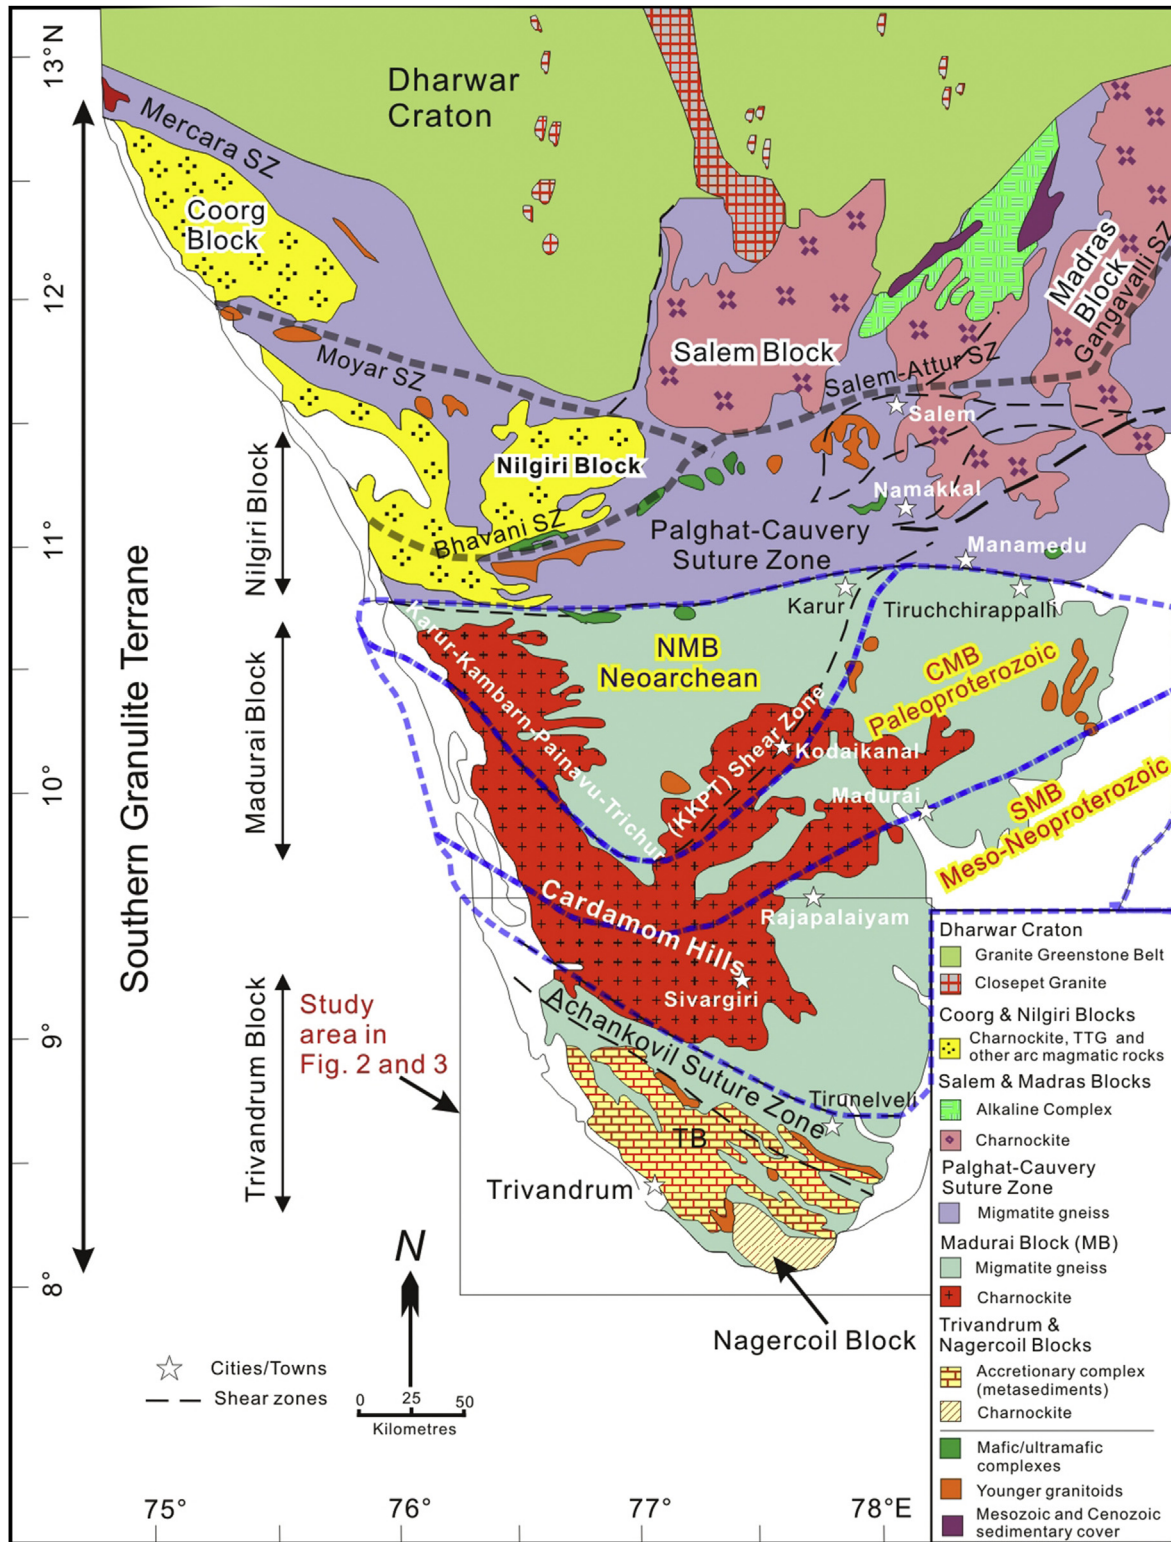 13°N
12°
11°
10°
9°
8°
75°
76°
77°
78°E
Dharwar
Craton
Mercara SZ
Coorg
Block
Moyar SZ
Salem Block
Madras
Block
Gangavalli SZ
Salem-Attur SZ
Salem
Nilgiri Block
Bhavani SZ
Namakkal
Palghat-Cauvery
Suture Zone
Manamedu
Karur
Tiruchchirappalli
NMB
Neoarchean
CMB
Paleoproterozoic
Karur-Kambarn-Painavu-Trichur
(KKPT) Shear Zone
Kodaikanal
Madurai
SMB
Meso-Neoproterozoic
Cardamom Hills
Rajapalaiyam
Sivargiri
Achankovil Suture Zone
Tirunelveli
TB
Trivandrum
Nagercoil Block
Southern Granulite Terrane
Nilgiri Block
Madurai Block
Trivandrum Block
Study
area in
Fig. 2 and 3
N
Cities/Towns
Shear zones
0 25 50
Kilometres
Dharwar Craton
Granite Greenstone Belt
Closepet Granite
Coorg & Nilgiri Blocks
Charnockite, TTG and
other arc magmatic rocks
Salem & Madras Blocks
Alkaline Complex
Charnockite
Palghat-Cauvery
Suture Zone
Migmatite gneiss
Madurai Block (MB)
Migmatite gneiss
Charnockite
Trivandrum &
Nagercoil Blocks
Accretionary complex
(metasediments)
Charnockite
Mafic/ultramafic
complexes
Younger granitoids
Mesozoic and Cenozoic
sedimentary cover